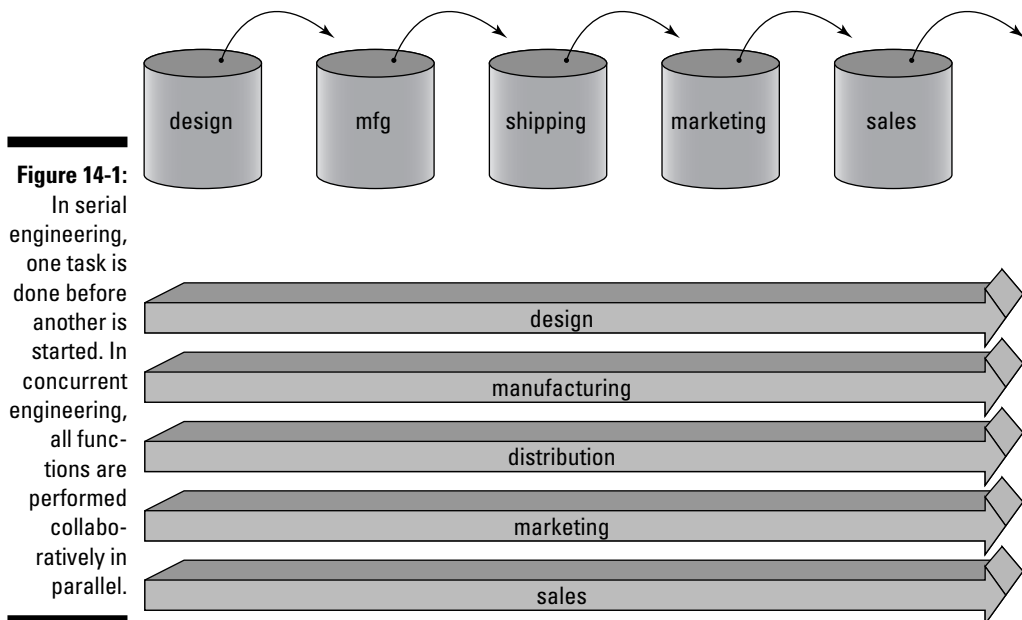 design
mfg
shipping
marketing
sales
Figure 14-1:
In serial
engineering,
one task is
done before
another is
started. In
concurrent
engineering,
all func-
tions are
performed
collabo-
ratively in
parallel.
design
manufacturing
distribution
marketing
sales